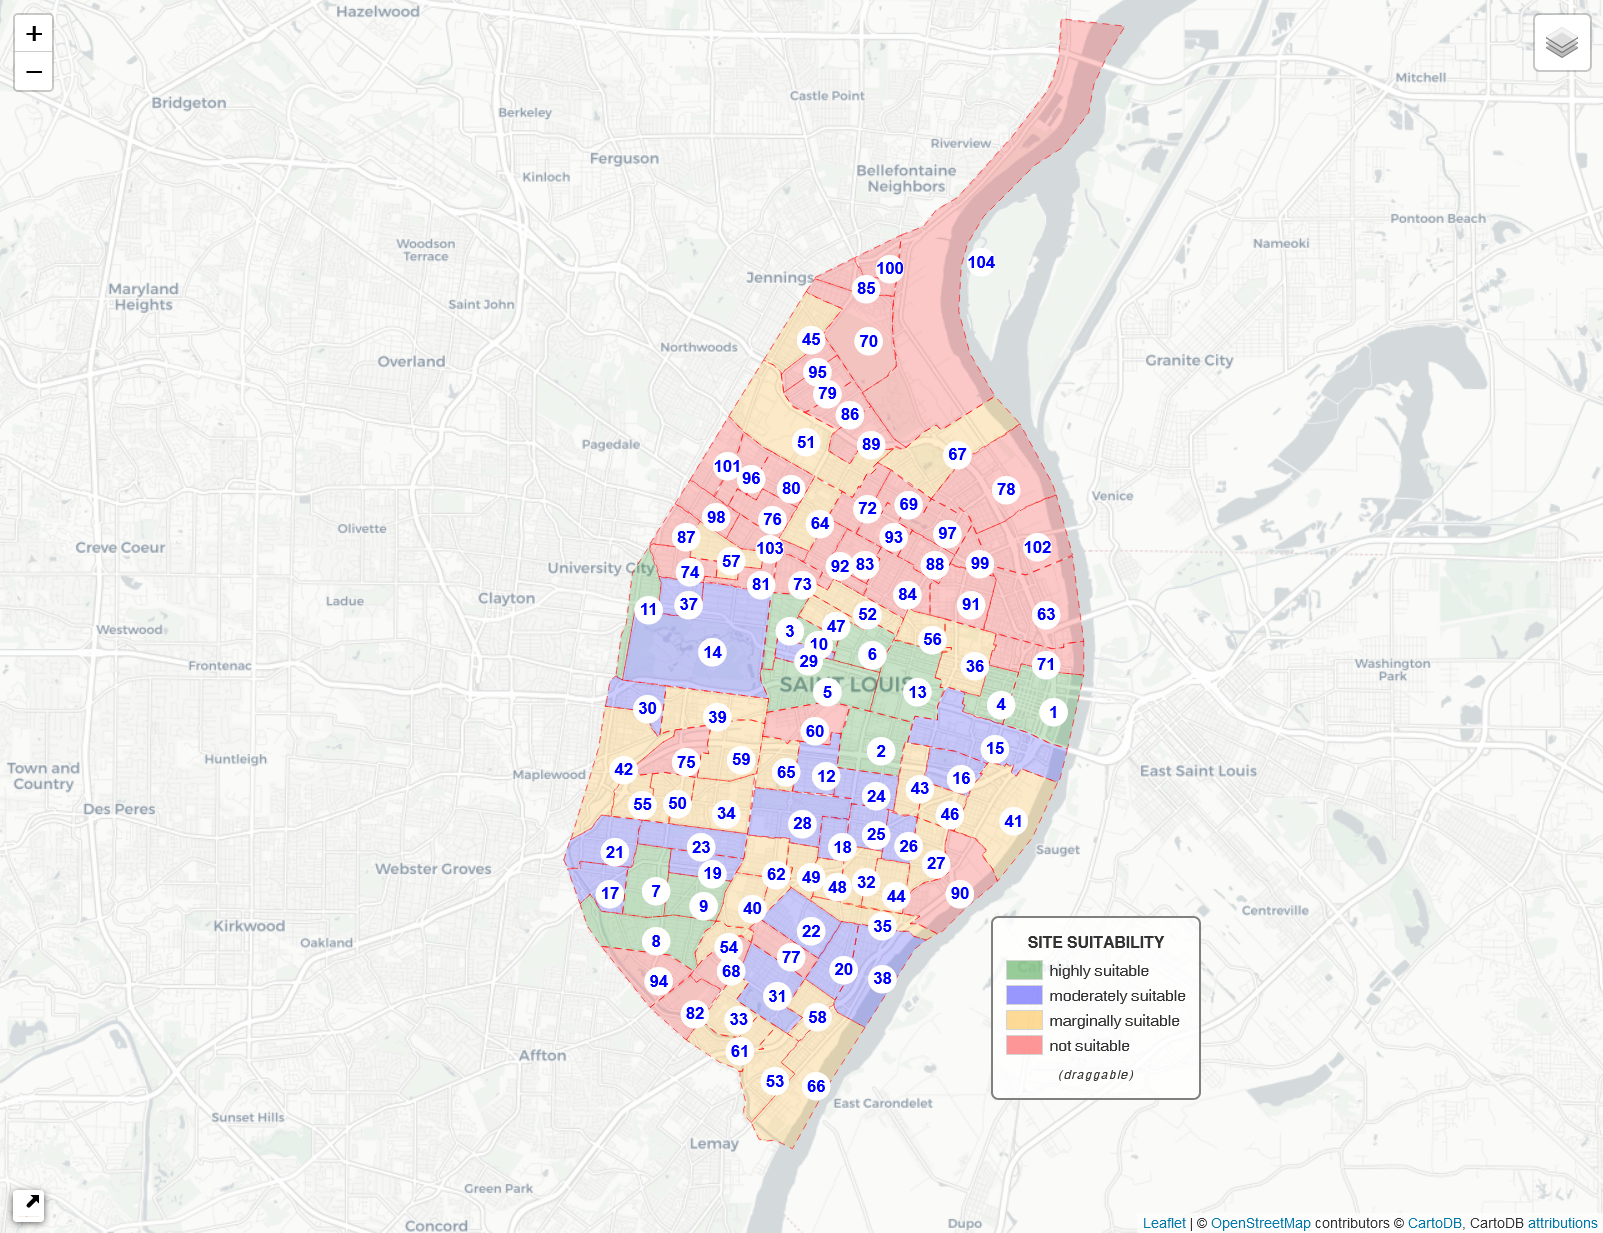 Hazelwood
+
−
Mitchell
Bridgeton
Castle Point
Berkeley
Riverview
Ferguson
Bellefontaine
Neighbors
Kinloch
Pontoon Beach
Woodson
Terrace
Nameoki
104
100
Jennings
85
Maryland
Heights
Saint John
45
70
Northwoods
Overland
Granite City
95
79
86
Pagedale
51
89
67
101
96
80
78
Venice
98
76
64
72
69
Olivette
87
103
93
97
102
Creve Coeur
57
92
83
88
99
University City
74
81
73
84
91
Ladue
Clayton
11
37
3
47
52
63
Westwood
14
10
29
6
56
36
71
Frontenac
Washington
Park
SAINT LOUIS
5
13
4
1
30
39
60
2
15
Huntleigh
75
59
Town and
Country
Maplewood
42
65
12
16
East Saint Louis
55
50
34
24
43
46
41
Des Peres
28
25
21
23
18
26
27
Sauget
Webster Groves
19
62
49
48
32
44
90
17
7
9
40
Centreville
Kirkwood
22
35
Oakland
8
54
77
68
20
38
94
31
82
33
58
Affton
61
53
66
East Carondelet
Sunset Hills
Lemay
Green Park
Concord
Dupo
SITE SUITABILITY
highly suitable
moderately suitable
marginally suitable
not suitable
(draggable)
Leaflet | © OpenStreetMap contributors © CartoDB, CartoDB attributions